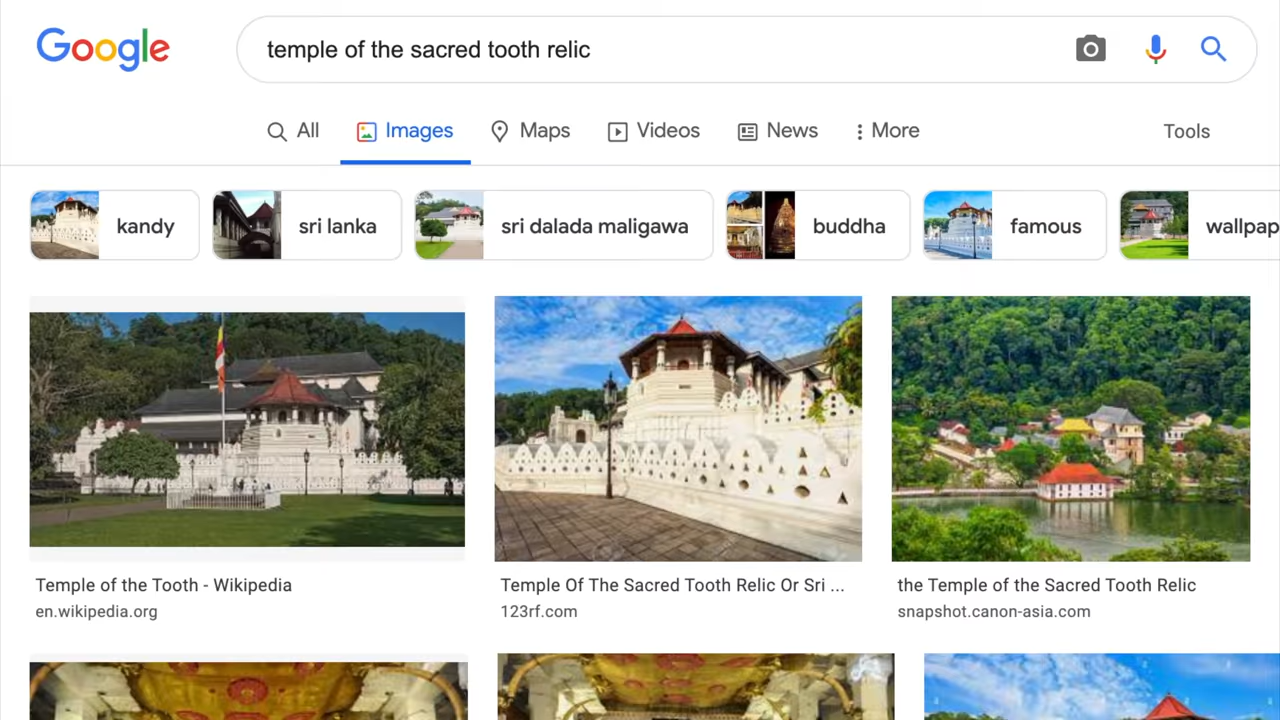 Google
temple of the sacred tooth relic
All
Images
Maps
Videos
News
More
Tools
kandy
sri lanka
sri dalada maligawa
buddha
famous
wallpap
Temple of the Tooth - Wikipedia
en.wikipedia.org
Temple Of The Sacred Tooth Relic Or Sri ...
123rf.com
the Temple of the Sacred Tooth Relic
snapshot.canon-asia.com